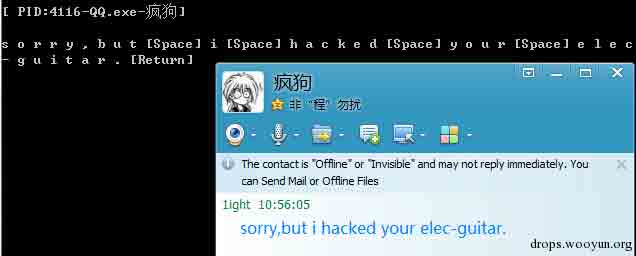 [ PID:4116-QQ.exe-疯狗
s o r r y , b u t [Space] i [Space] h a c k e d [Space] y o u r [Space] e l e c
- g u i t a r . [Return]
疯狗
非 "程" 勿扰
The contact is "Offline" or "Invisible" and may not reply immediately. You
can Send Mail or Offline Files
1ight 10:56:05
sorry,but i hacked your elec-guitar.
drops.wooyun.org